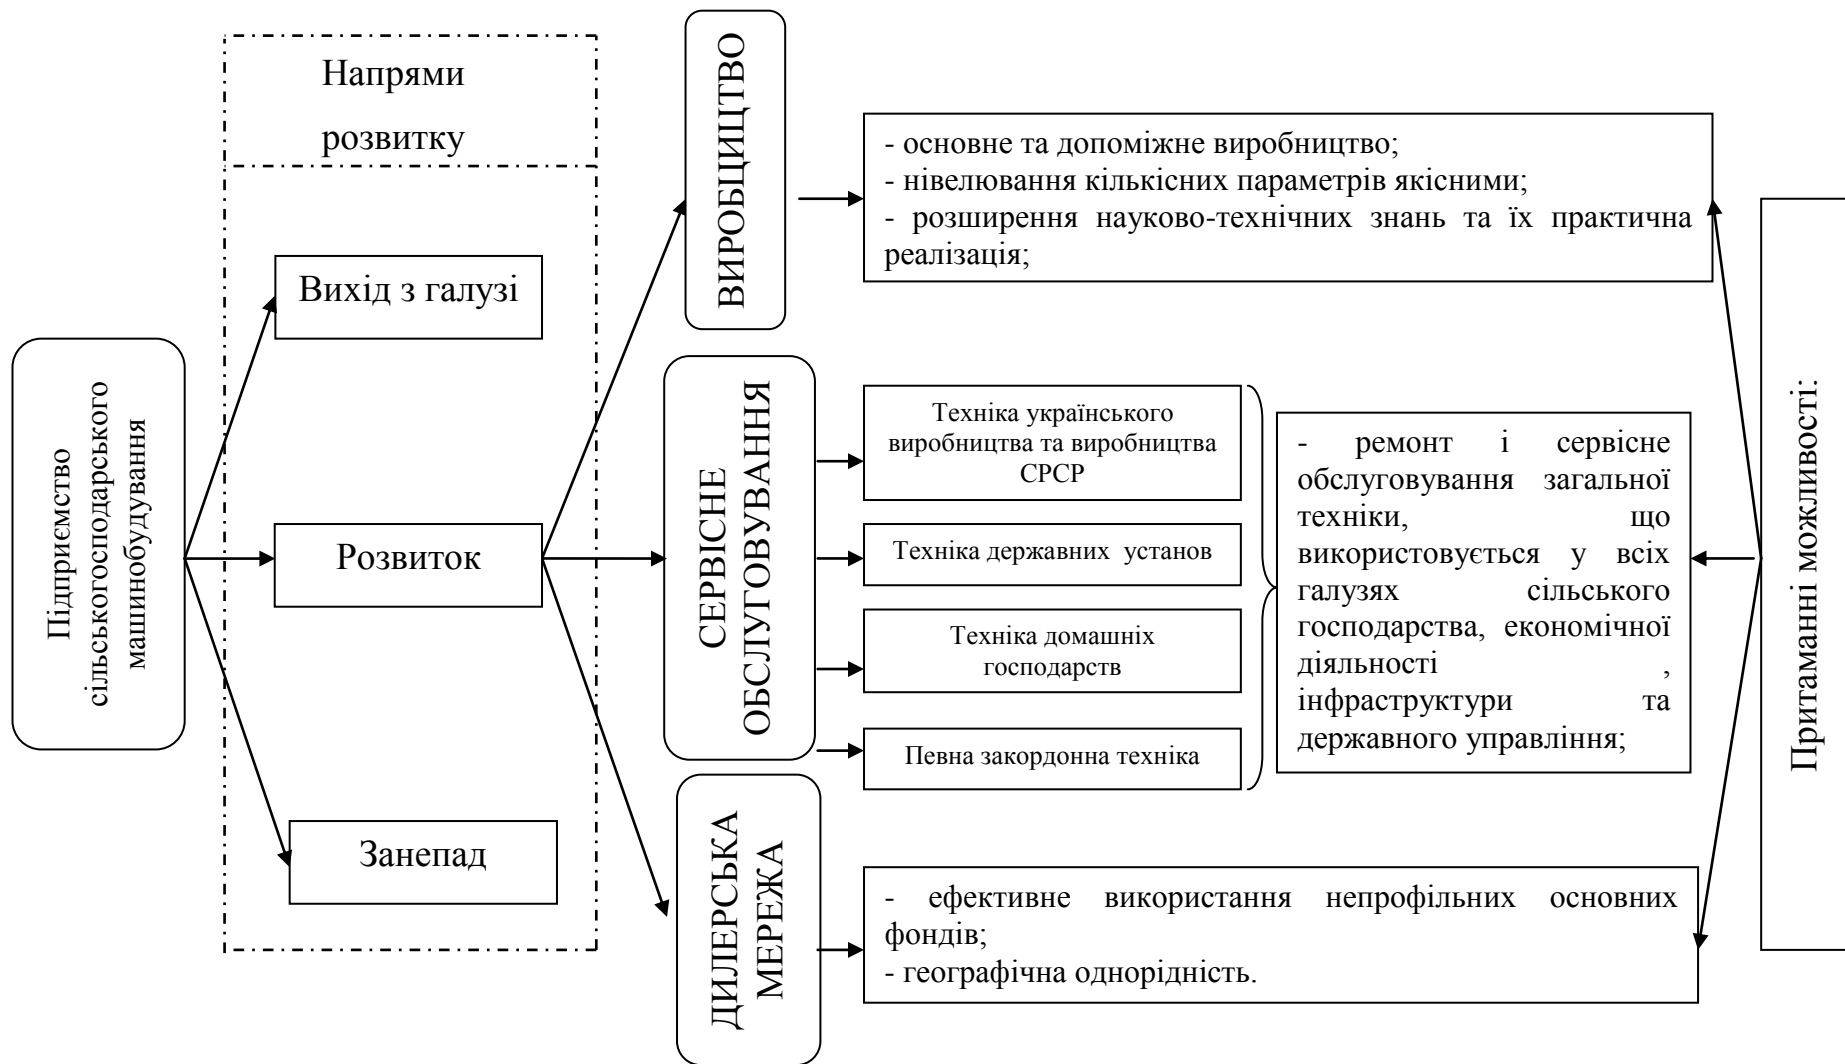 Підприємство
сільськогосподарського
машинобудування
Напрями
розвитку
Вихід з галузі
Розвиток
Занепад
ВИРОБЦИЦТВО
- основне та допоміжне виробництво;
- нівелювання кількісних параметрів якісними;
- розширення науково-технічних знань та їх практична
реалізація;
СЕРВІСНЕ
ОБСЛУГОВУВАННЯ
Техніка українського
виробництва та виробництва
СРСР
Техніка державних установ
Техніка домашніх
господарств
Певна закордонна техніка
- ремонт і сервісне
обслуговування загальної
техніки, що
використовується у всіх
галузях сільського
господарства, економічної
діяльності ,
інфраструктури та
державного управління;
ДИЛЕРСЬКА
МЕРЕЖА
- ефективне використання непрофільних основних
фондів;
- географічна однорідність.
Притаманні можливості: